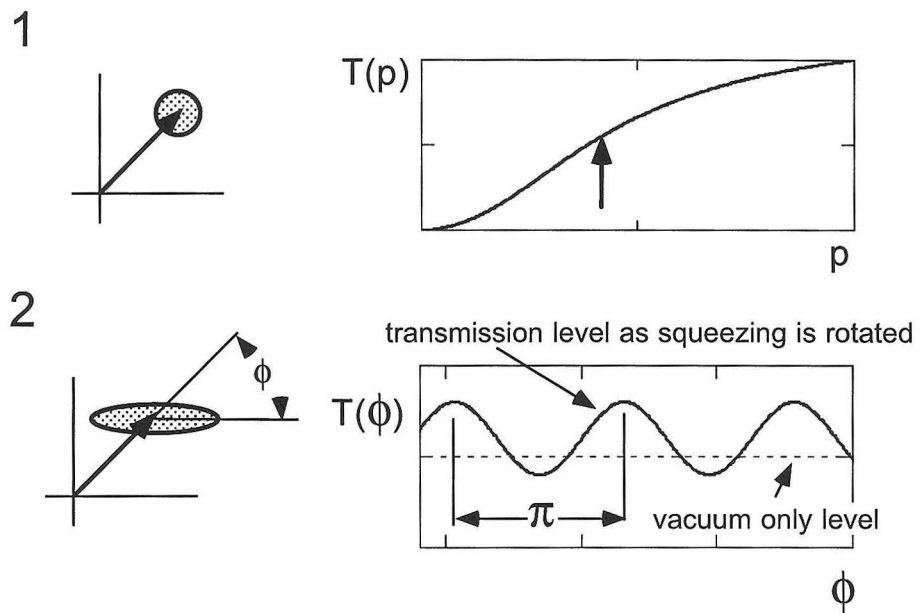 1
T(p)
p
2
transmission level as squeezing is rotated
ϕ
T(ϕ)
π
vacuum only level
ϕ